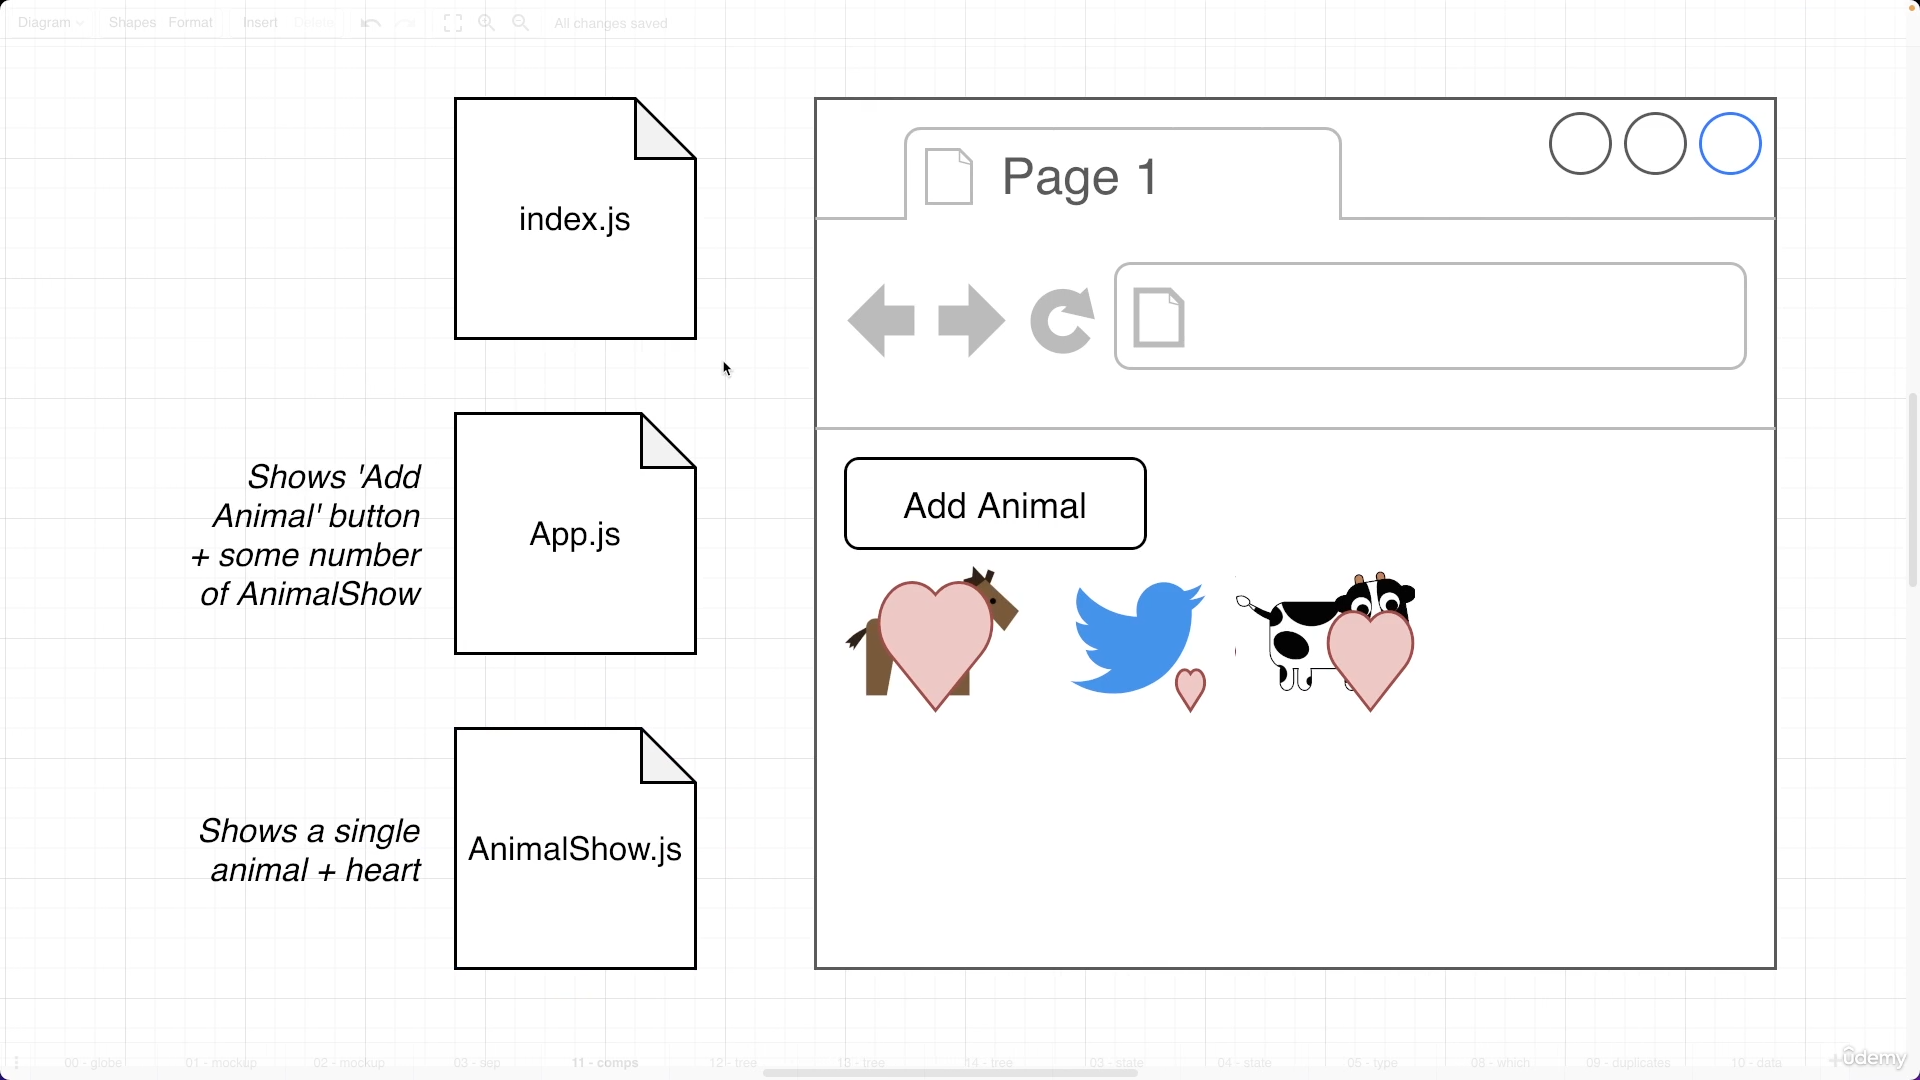 Diagram
Shapes
Format
Insert
Delete
All changes saved
index.js
Page 1
Shows 'Add
Animal' button
+ some number
of AnimalShow
App.js
Add Animal
Shows a single
animal + heart
AnimalShow.js
00 - globe
01 - mockup
02 - mockup
03 - sep
11 - comps
12 - tree
13 - tree
14 - tree
03 - state
04 - state
05 - type
08 - which
09 - duplicates
10 - data
ûdemy